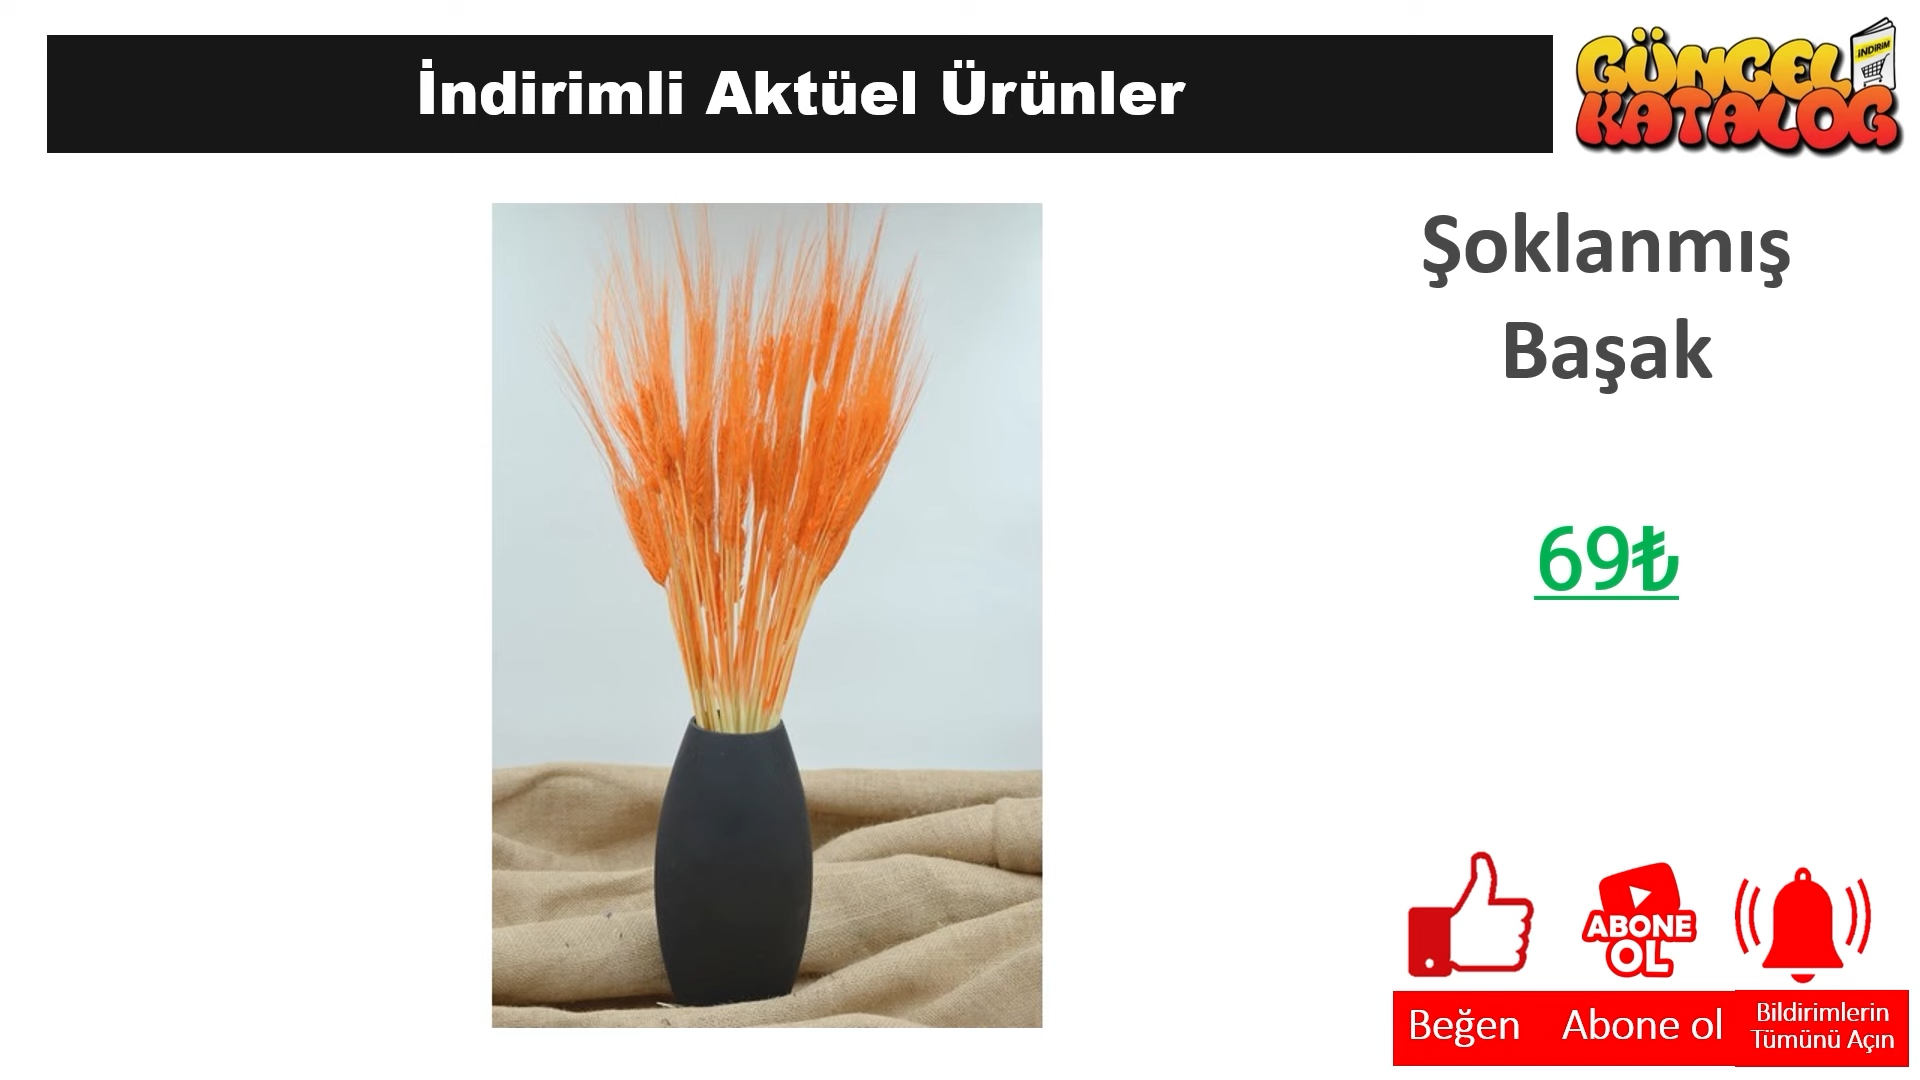 İndirimli Aktüel Ürünler
İNDİRİM
GÜNCEL
KATALOG
Şoklanmış
Başak
69₺
ABONE
OL
Beğen
Abone ol
Bildirimlerin
Tümünü Açın